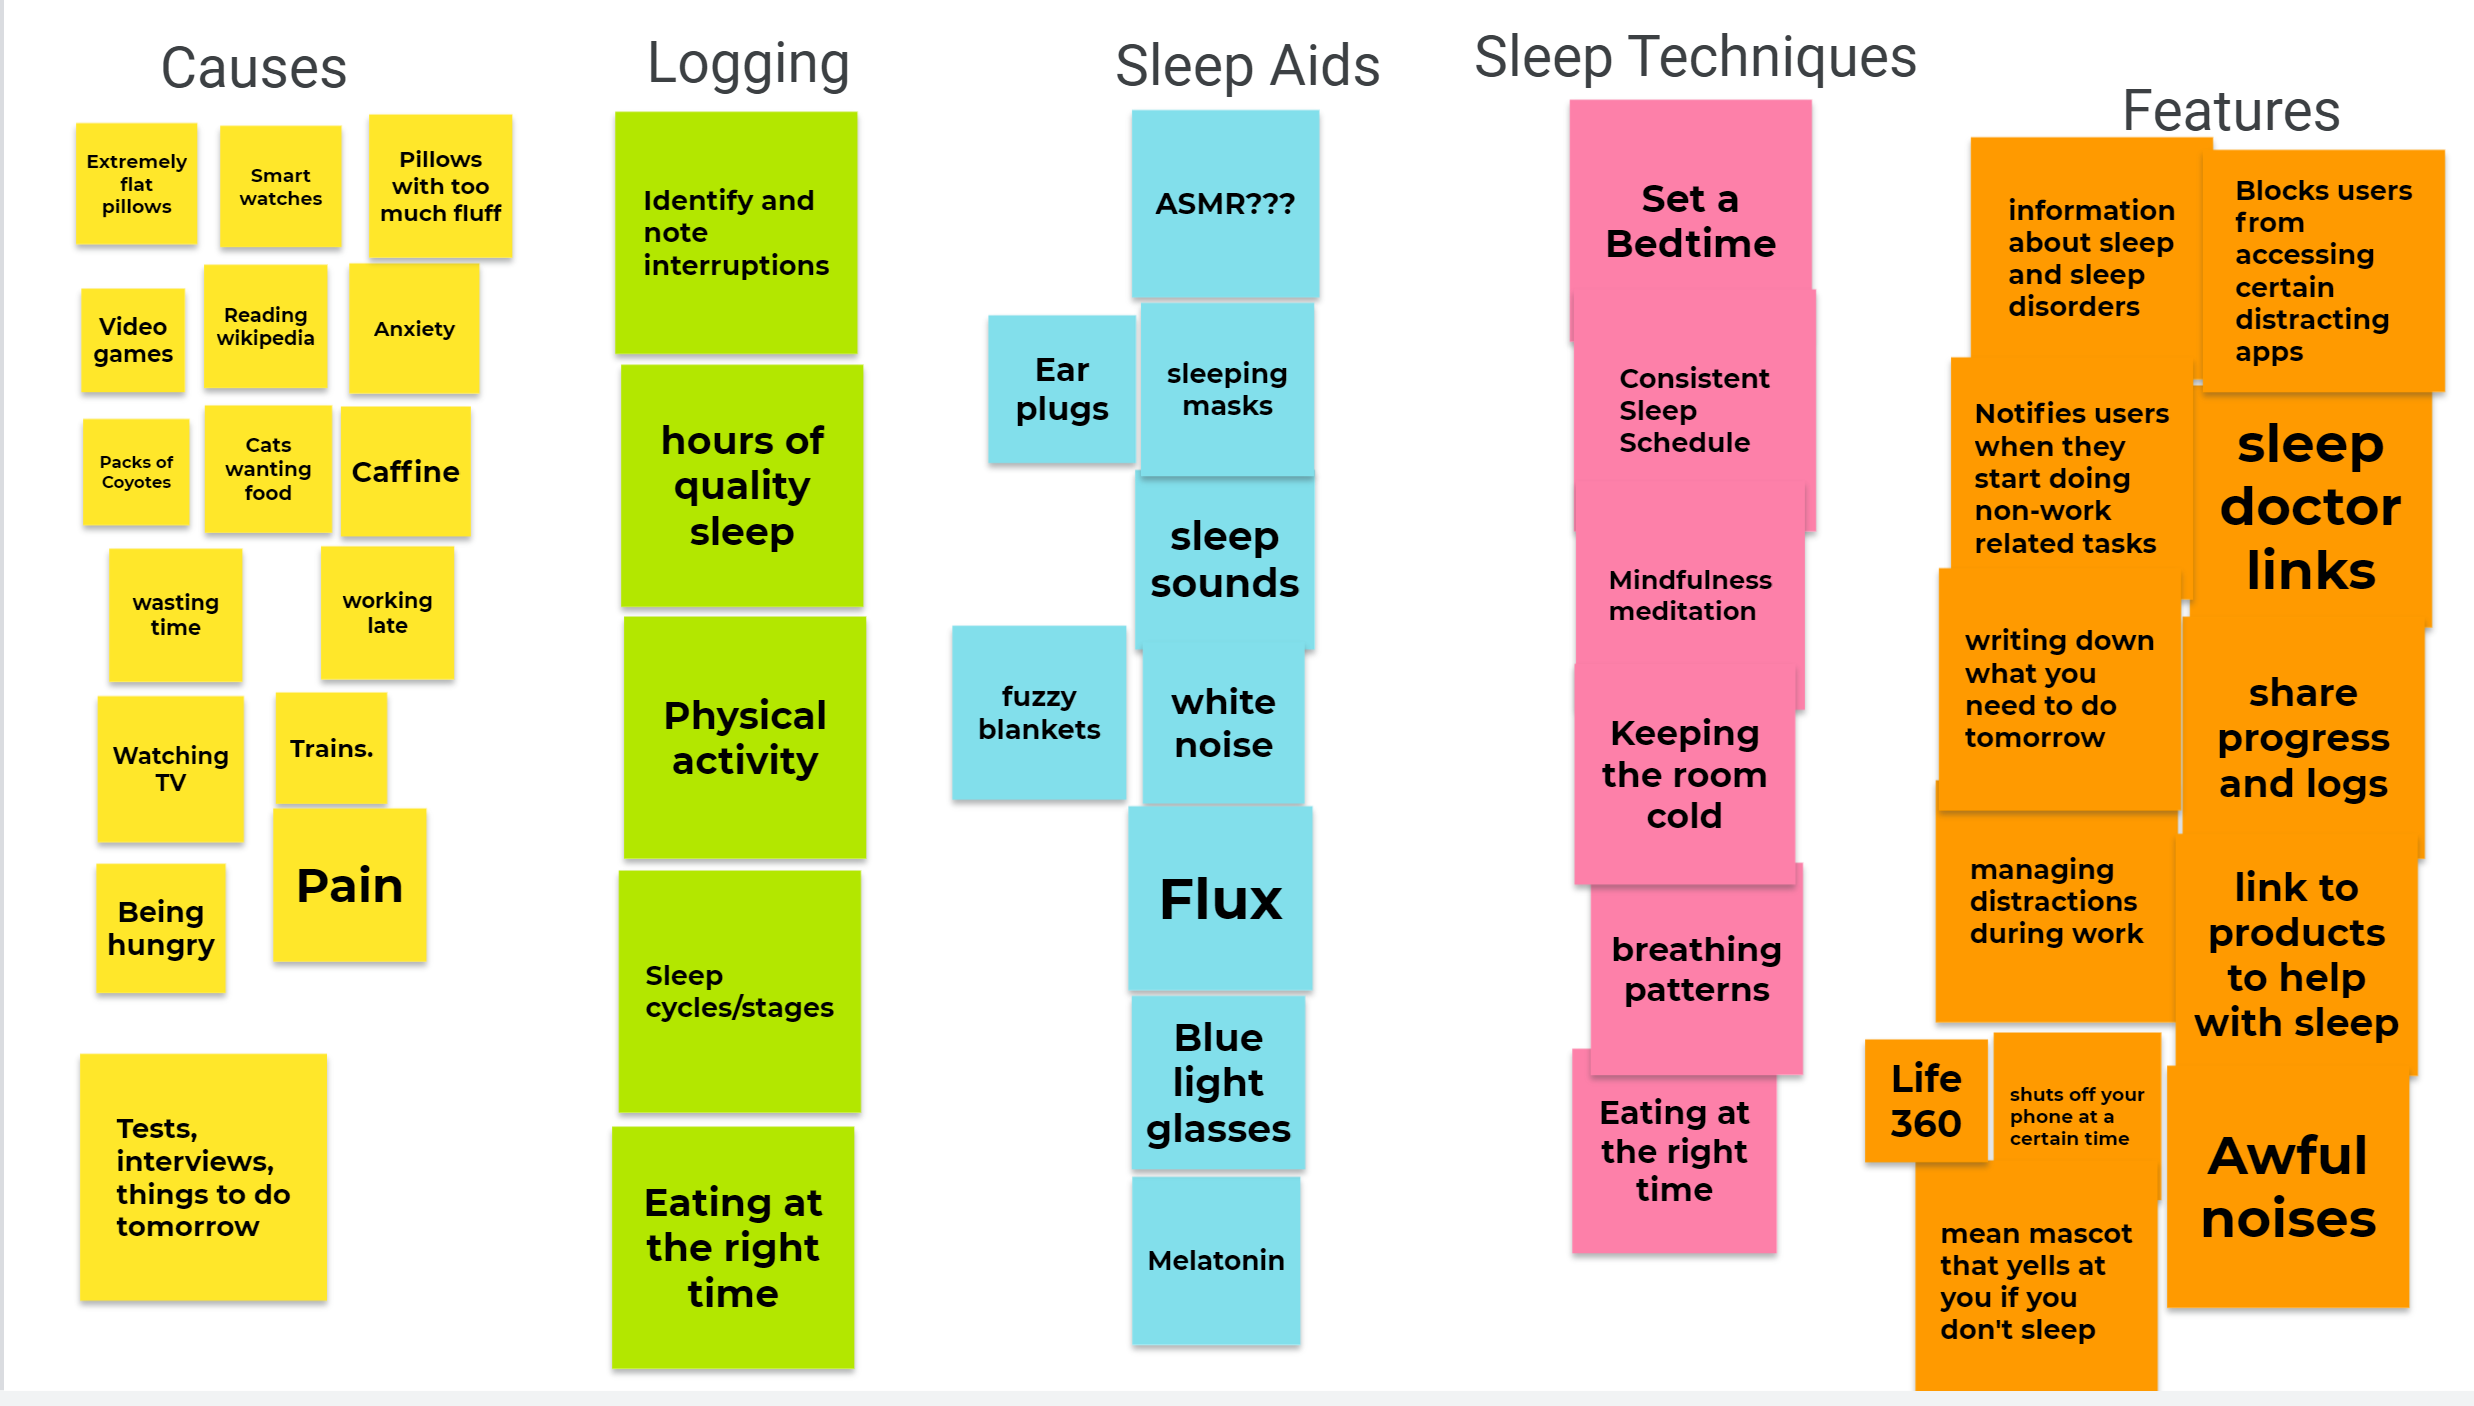 Causes
Extremely
flat
pillows
Smart
watches
Pillows
with too
much fluff
Video
games
Reading
wikipedia
Anxiety
Packs of
Coyotes
Cats
wanting
food
Caffine
wasting
time
working
late
Watching
TV
Trains.
Being
hungry
Pain
Tests,
interviews,
things to do
tomorrow
Logging
Identify and
note
interruptions
hours of
quality
sleep
Physical
activity
Sleep
cycles/stages
Eating at
the right
time
Sleep Aids
ASMR???
Ear
plugs
sleeping
masks
sleep
sounds
fuzzy
blankets
white
noise
Flux
Blue
light
glasses
Melatonin
Sleep Techniques
Set a
Bedtime
Consistent
Sleep
Schedule
Mindfulness
meditation
Keeping
the room
cold
breathing
patterns
Eating at
the right
time
Features
information
about sleep
and sleep
disorders
Blocks users
from
accessing
certain
distracting
apps
Notifies users
when they
start doing
non-work
related tasks
sleep
doctor
links
writing down
what you
need to do
tomorrow
share
progress
and logs
managing
distractions
during work
link to
products
to help
with sleep
Life
360
shuts off your
phone at a
certain time
Awful
noises
mean mascot
that yells at
you if you
don't sleep